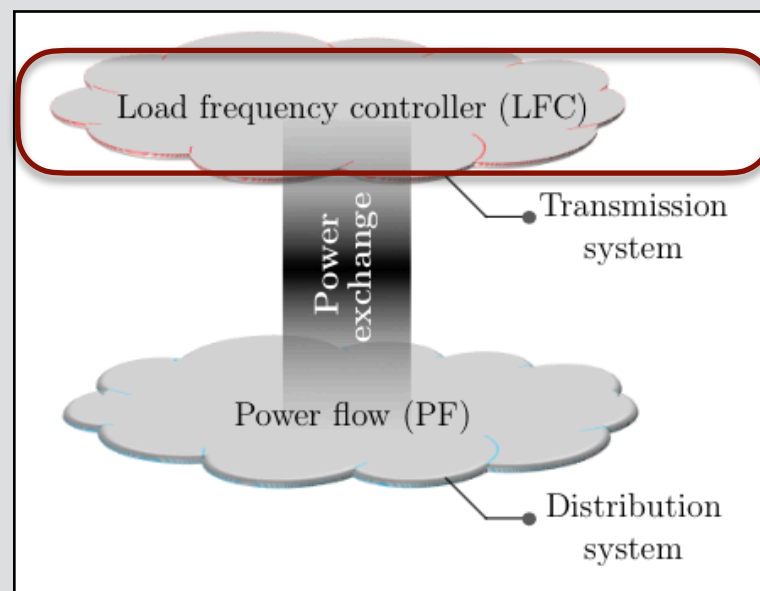 Load frequency controller (LFC)
Transmission
system
Power
exchange
Power flow (PF)
Distribution
system